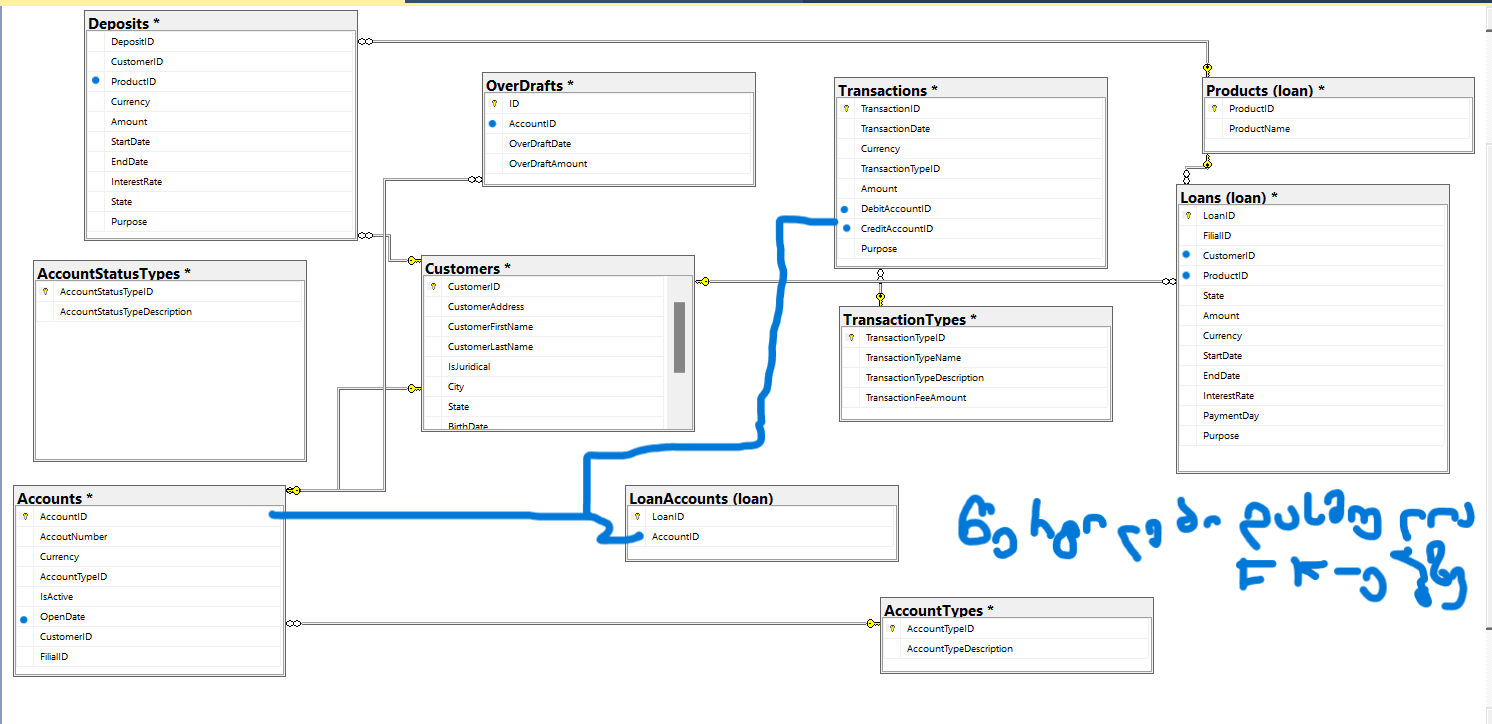 Deposits *
DepositID
CustomerID
ProductID
Currency
Amount
StartDate
EndDate
InterestRate
State
Purpose
OverDrafts *
ID
AccountID
OverDraftDate
OverDraftAmount
Transactions *
TransactionID
TransactionDate
Currency
TransactionTypeID
Amount
DebitAccountID
CreditAccountID
Purpose
Products (loan) *
ProductID
ProductName
Loans (loan) *
LoanID
FilialID
CustomerID
ProductID
State
Amount
Currency
StartDate
EndDate
InterestRate
PaymentDay
Purpose
AccountStatusTypes *
AccountStatusTypeID
AccountStatusTypeDescription
Customers *
CustomerID
CustomerAddress
CustomerFirstName
CustomerLastName
IsJuridical
City
State
BirthDate
TransactionTypes *
TransactionTypeID
TransactionTypeName
TransactionTypeDescription
TransactionFeeAmount
Accounts *
AccountID
AccoutNumber
Currency
AccountTypeID
IsActive
OpenDate
CustomerID
FilialID
LoanAccounts (loan)
LoanID
AccountID
წერტილები დასმულია
FK-ებზე
AccountTypes *
AccountTypeID
AccountTypeDescription